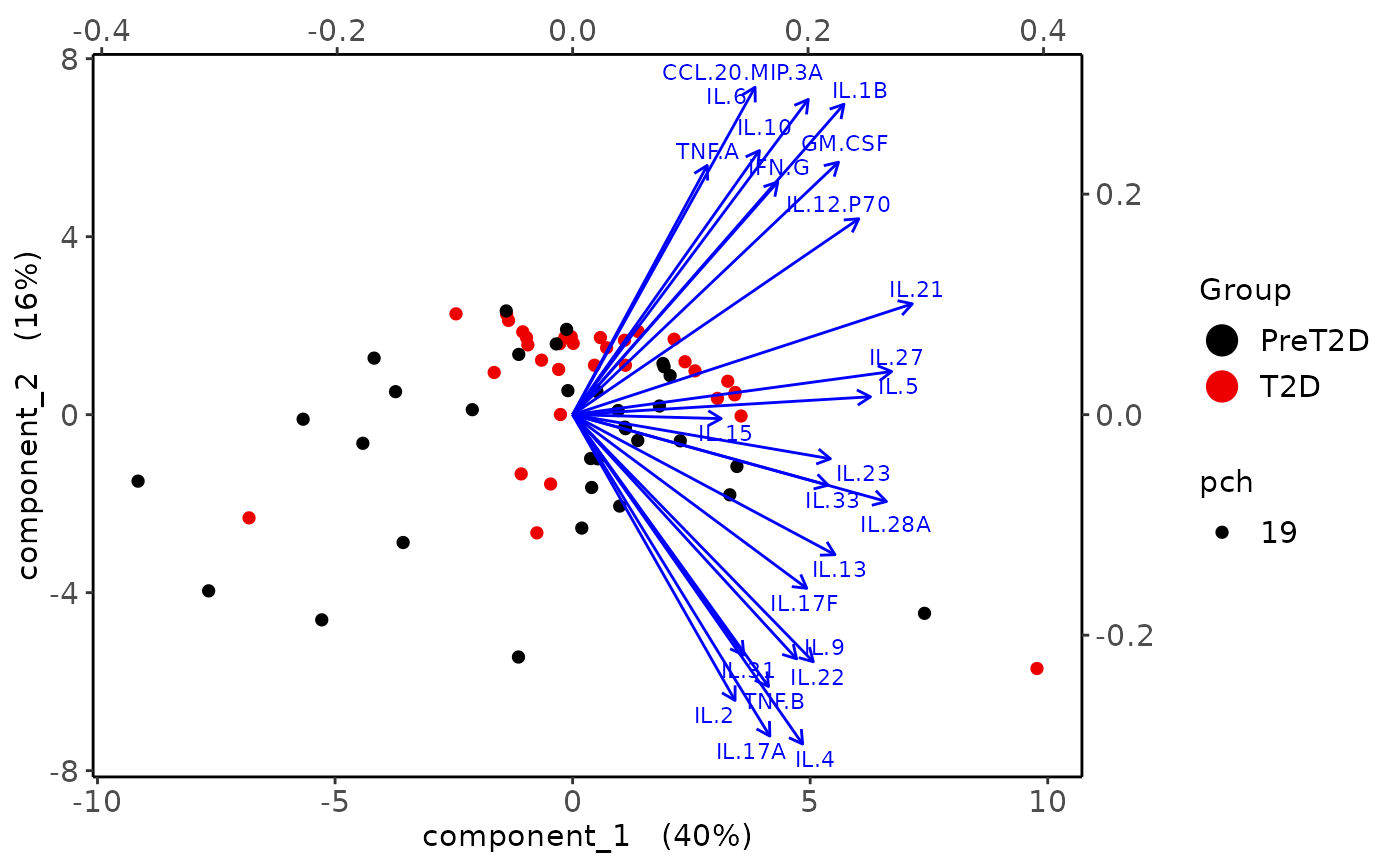 -0.4 -0.2 0.0 0.2 0.4
8
4
0
-4
-8
component_2 (16%)
CCL.20.MIP.3A
IL.6
IL.1B
IL.10
GM.CSF
TNF.A
IFN.G
IL.12.P70
IL.21
IL.27
IL.5
IL.15
IL.23
IL.33
IL.28A
IL.13
IL.17F
IL.9
IL.31
IL.22
TNF.B
IL.2
IL.17A
IL.4
0.2
0.0
-0.2
-10 -5 0 5 10
component_1 (40%)
Group
PreT2D
T2D
pch
19